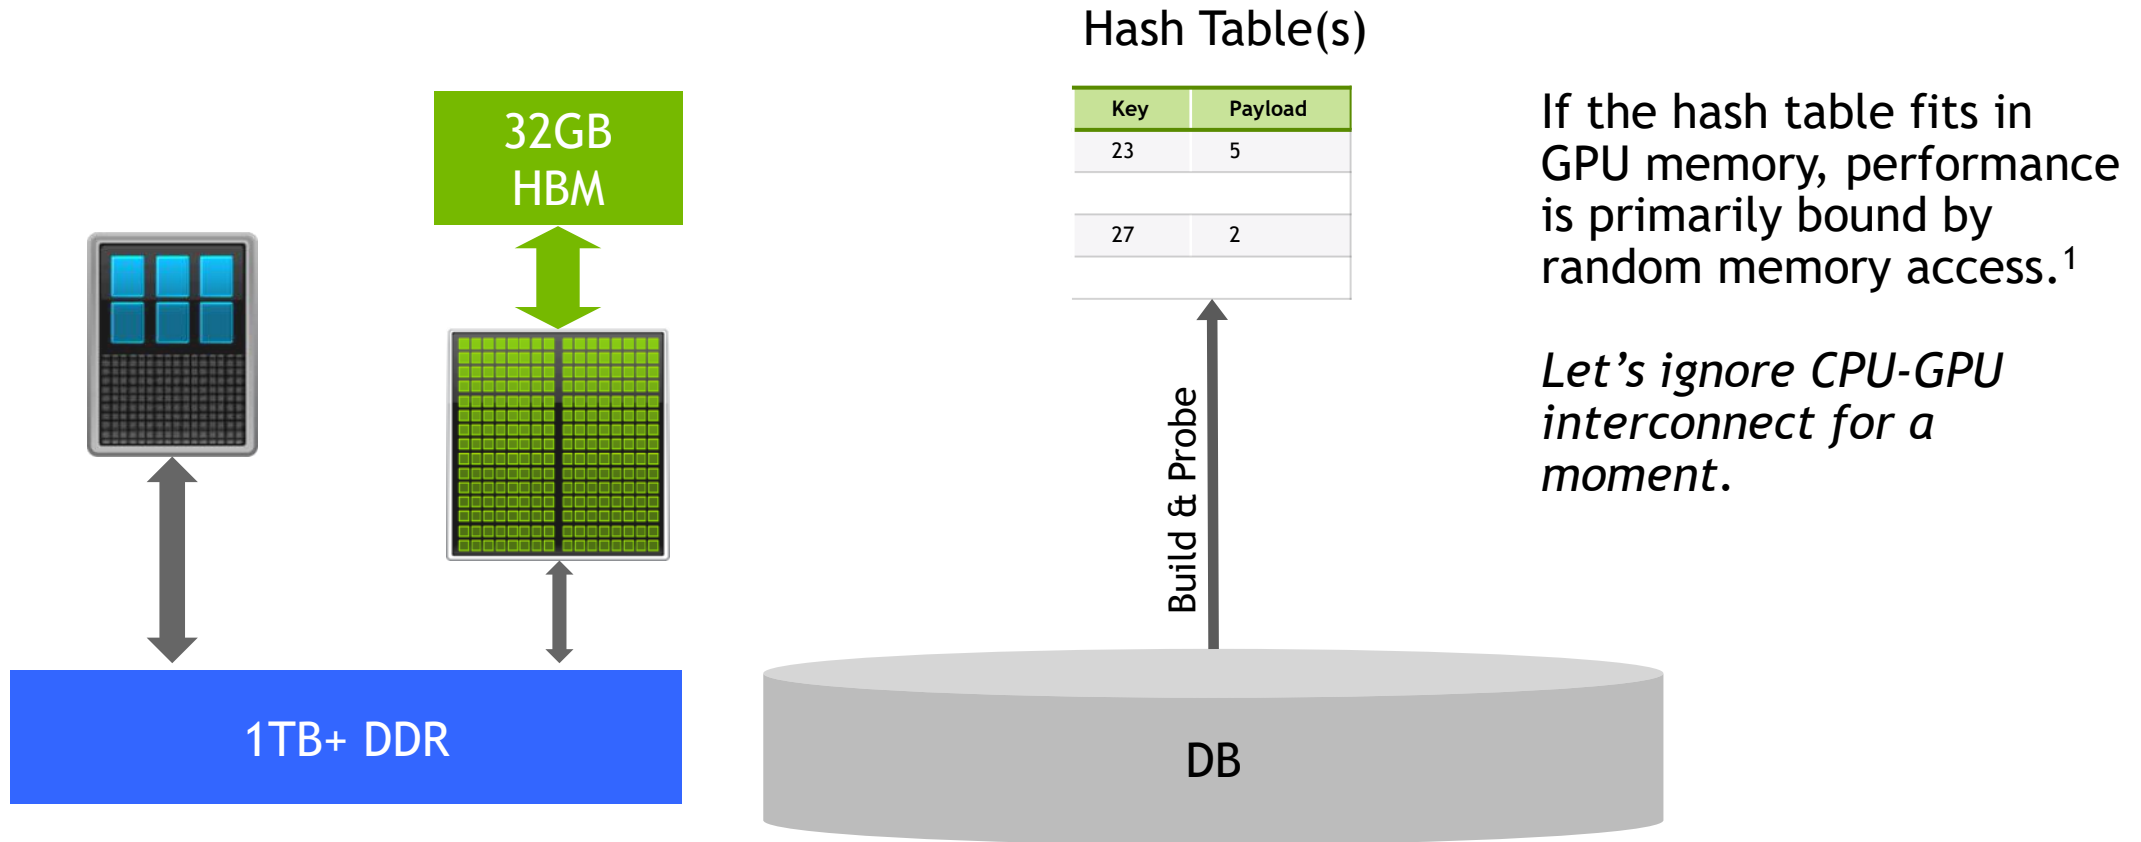 Hash Table(s)
32GB
HBM
Key Payload
23 5
27 2
If the hash table fits in
GPU memory, performance
is primarily bound by
random memory access.¹
Let’s ignore CPU-GPU
interconnect for a
moment.
Build & Probe
1TB+ DDR
DB